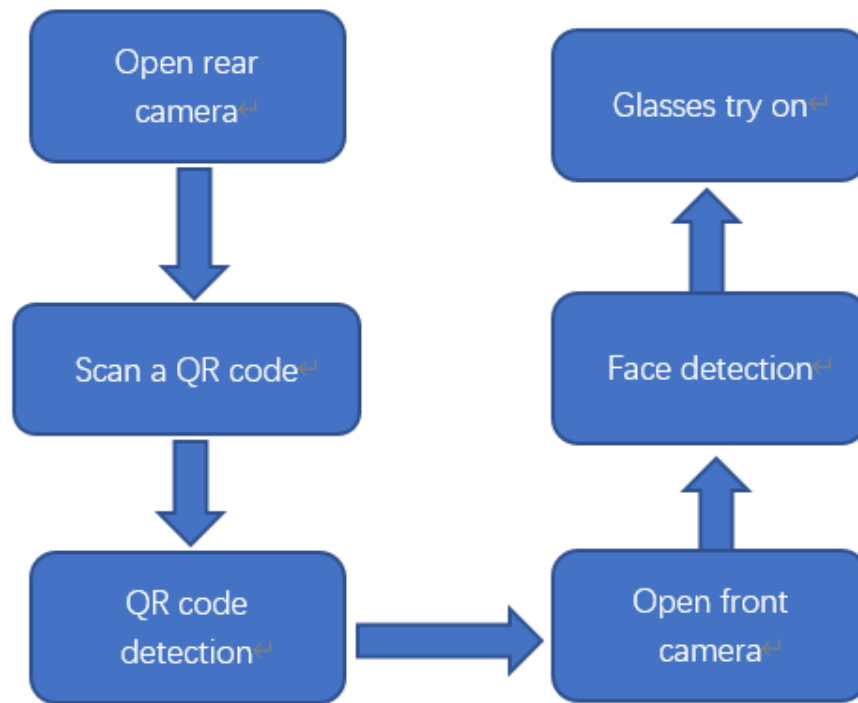 Open rear
camera
Scan a QR code
QR code
detection
Open front
camera
Face detection
Glasses try on